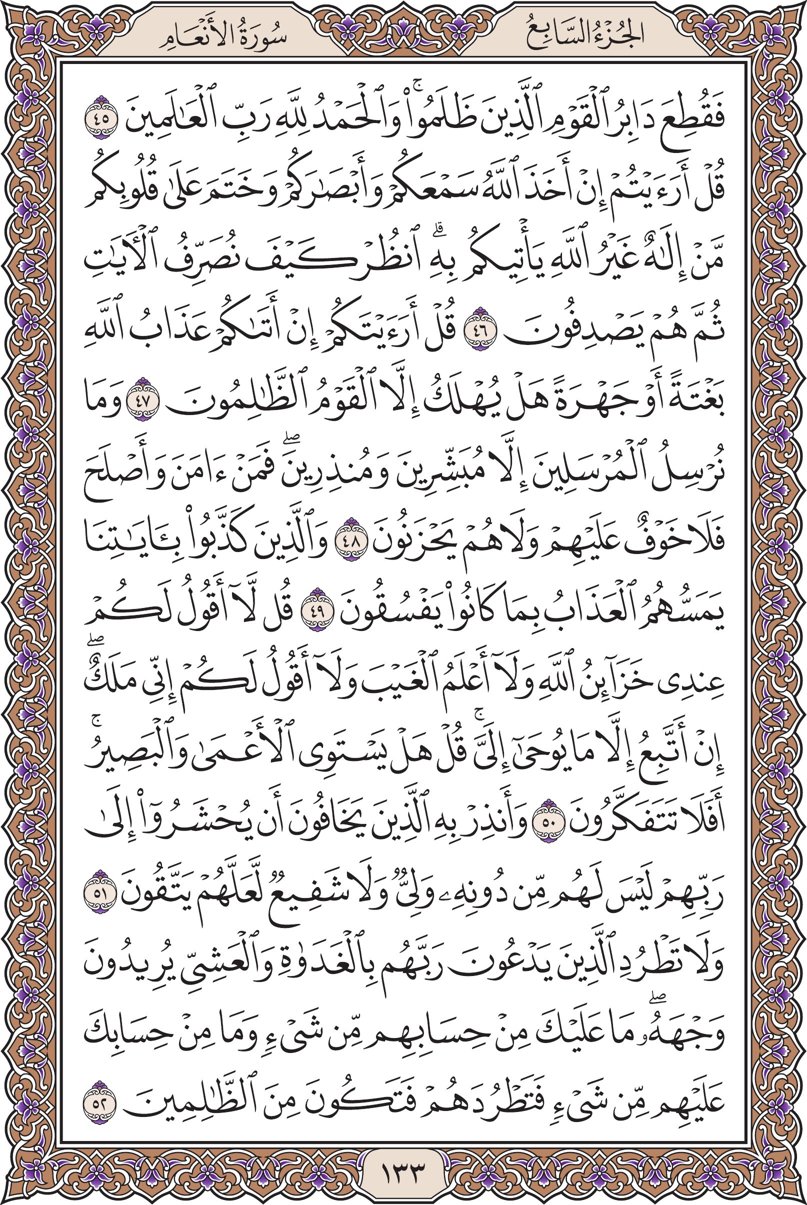 الجُزْءُ السَّابِعُ
سُورَةُ الأَنْعَامِ
فَقُطِعَ دَابِرُ ٱلۡقَوۡمِ ٱلَّذِينَ ظَلَمُواْۚ وَٱلۡحَمۡدُ لِلَّهِ رَبِّ ٱلۡعَٰلَمِينَ ٤٥
قُلۡ أَرَءَيۡتُمۡ إِنۡ أَخَذَ ٱللَّهُ سَمۡعَكُمۡ وَأَبۡصَٰرَكُمۡ وَخَتَمَ عَلَىٰ قُلُوبِكُم
مَّنۡ إِلَٰهٌ غَيۡرُ ٱللَّهِ يَأۡتِيكُم بِهِۗ ٱنظُرۡ كَيۡفَ نُصَرِّفُ ٱلۡأٓيَٰتِ
ثُمَّ هُمۡ يَصۡدِفُونَ ٤٦ قُلۡ أَرَءَيۡتَكُمۡ إِنۡ أَتَىٰكُمۡ عَذَابُ ٱللَّهِ
بَغۡتَةً أَوۡ جَهۡرَةً هَلۡ يُهۡلَكُ إِلَّا ٱلۡقَوۡمُ ٱلظَّٰلِمُونَ ٤٧ وَمَا
نُرۡسِلُ ٱلۡمُرۡسَلِينَ إِلَّا مُبَشِّرِينَ وَمُنذِرِينَۖ فَمَنۡ ءَامَنَ وَأَصۡلَحَ
فَلَا خَوۡفٌ عَلَيۡهِمۡ وَلَا هُمۡ يَحۡزَنُونَ ٤٨ وَٱلَّذِينَ كَذَّبُواْ بِـَٔايَٰتِنَا
يَمَسُّهُمُ ٱلۡعَذَابُ بِمَا كَانُواْ يَفۡسُقُونَ ٤٩ قُل لَّآ أَقُولُ لَكُمۡ
عِندِي خَزَآئِنُ ٱللَّهِ وَلَآ أَعۡلَمُ ٱلۡغَيۡبَ وَلَآ أَقُولُ لَكُمۡ إِنِّي مَلَكٌۖ
إِنۡ أَتَّبِعُ إِلَّا مَا يُوحَىٰٓ إِلَيَّۚ قُلۡ هَلۡ يَسۡتَوِي ٱلۡأَعۡمَىٰ وَٱلۡبَصِيرُۚ
أَفَلَا تَتَفَكَّرُونَ ٥٠ وَأَنذِرۡ بِهِ ٱلَّذِينَ يَخَافُونَ أَن يُحۡشَرُوٓاْ إِلَىٰ
رَبِّهِمۡ لَيۡسَ لَهُم مِّن دُونِهِۦ وَلِيّٞ وَلَا شَفِيعٞ لَّعَلَّهُمۡ يَتَّقُونَ ٥١
وَلَا تَطۡرُدِ ٱلَّذِينَ يَدۡعُونَ رَبَّهُم بِٱلۡغَدَوٰةِ وَٱلۡعَشِيِّ يُرِيدُونَ
وَجۡهَهُۥۖ مَا عَلَيۡكَ مِنۡ حِسَابِهِم مِّن شَيۡءٖ وَمَا مِنۡ حِسَابِكَ
عَلَيۡهِم مِّن شَيۡءٖ فَتَطۡرُدَهُمۡ فَتَكُونَ مِنَ ٱلظَّٰلِمِينَ ٥٢
١٣٣